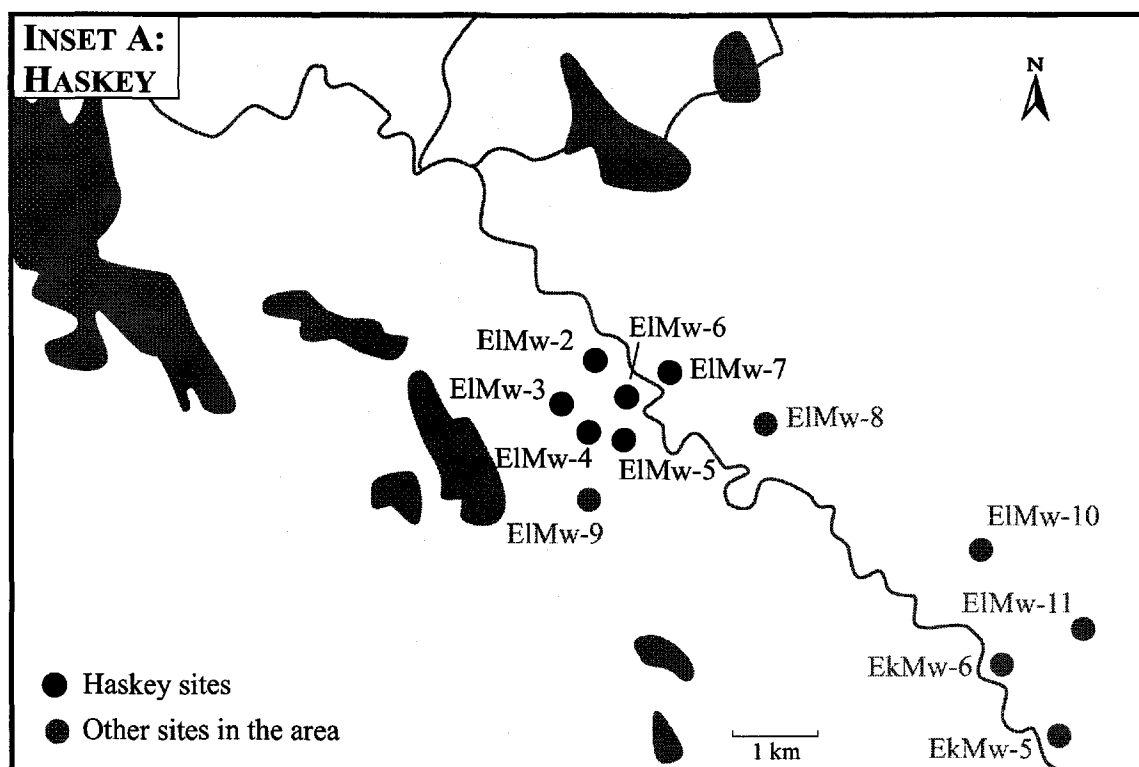 INSET A:
HASKEY
N
ElMw-6
ElMw-2
ElMw-7
ElMw-3
ElMw-8
ElMw-4
ElMw-5
ElMw-9
ElMw-10
ElMw-11
EkMw-6
Haskey sites
Other sites in the area
1 km
EkMw-5